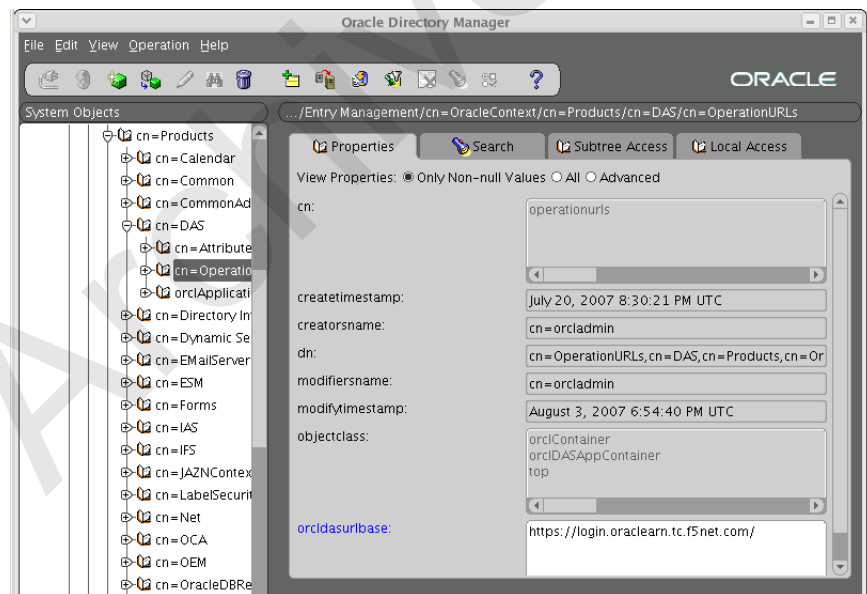 Oracle Directory Manager
File Edit View Operation Help
ORACLE
System Objects
.../Entry Management/cn=OracleContext/cn=Products/cn=DAS/cn=OperationURLs
cn=Products
cn=Calendar
cn=Common
cn=CommonAd
cn=DAS
cn=Attribute
cn=Operatio
orclApplicati
cn=Directory In
cn=Dynamic Se
cn=EMailServer
cn=ESM
cn=Forms
cn=IAS
cn=IFS
cn=JAZNContex
cn=LabelSecurit
cn=Net
cn=OCA
cn=OEM
cn=OracleDBRe
Properties Search Subtree Access Local Access
View Properties: Only Non-null Values All Advanced
cn: operationurls
createtimestamp: July 20, 2007 8:30:21 PM UTC
creatorsname: cn=orcladmin
dn: cn=OperationURLs,cn=DAS,cn=Products,cn=Or
modifiersname: cn=orcladmin
modifytimestamp: August 3, 2007 6:54:40 PM UTC
objectclass: orclContainer
orclDASAppContainer
top
orcldasurlbase: https://login.oraclearn.tc.f5net.com/